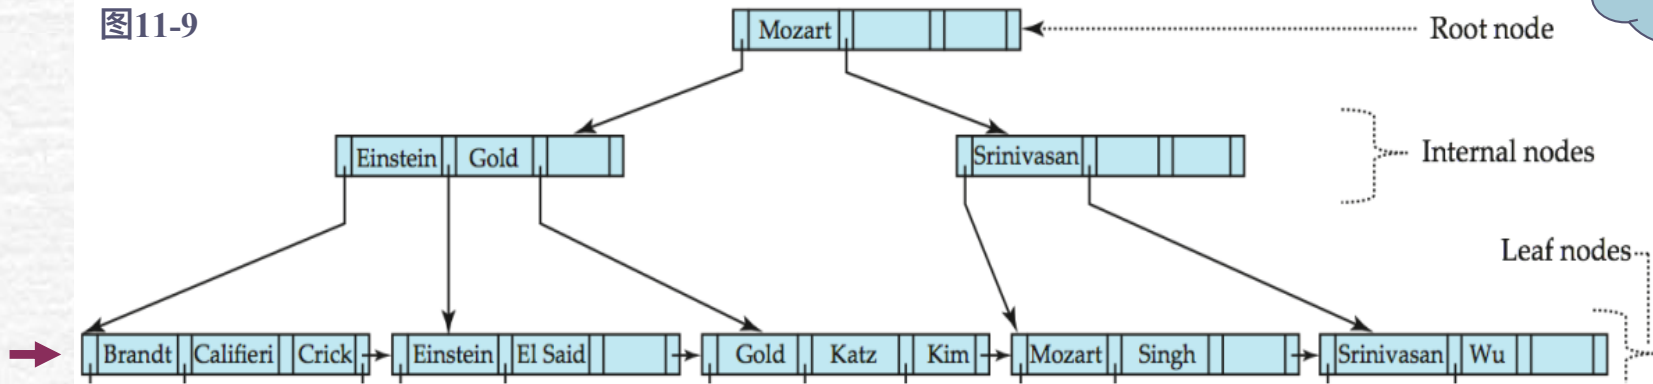 图11-9
Mozart
Root node
Einstein Gold
Srinivasan
Internal nodes
Leaf nodes
Brandt Califieri Crick Einstein El Said Gold Katz Kim Mozart Singh Srinivasan Wu